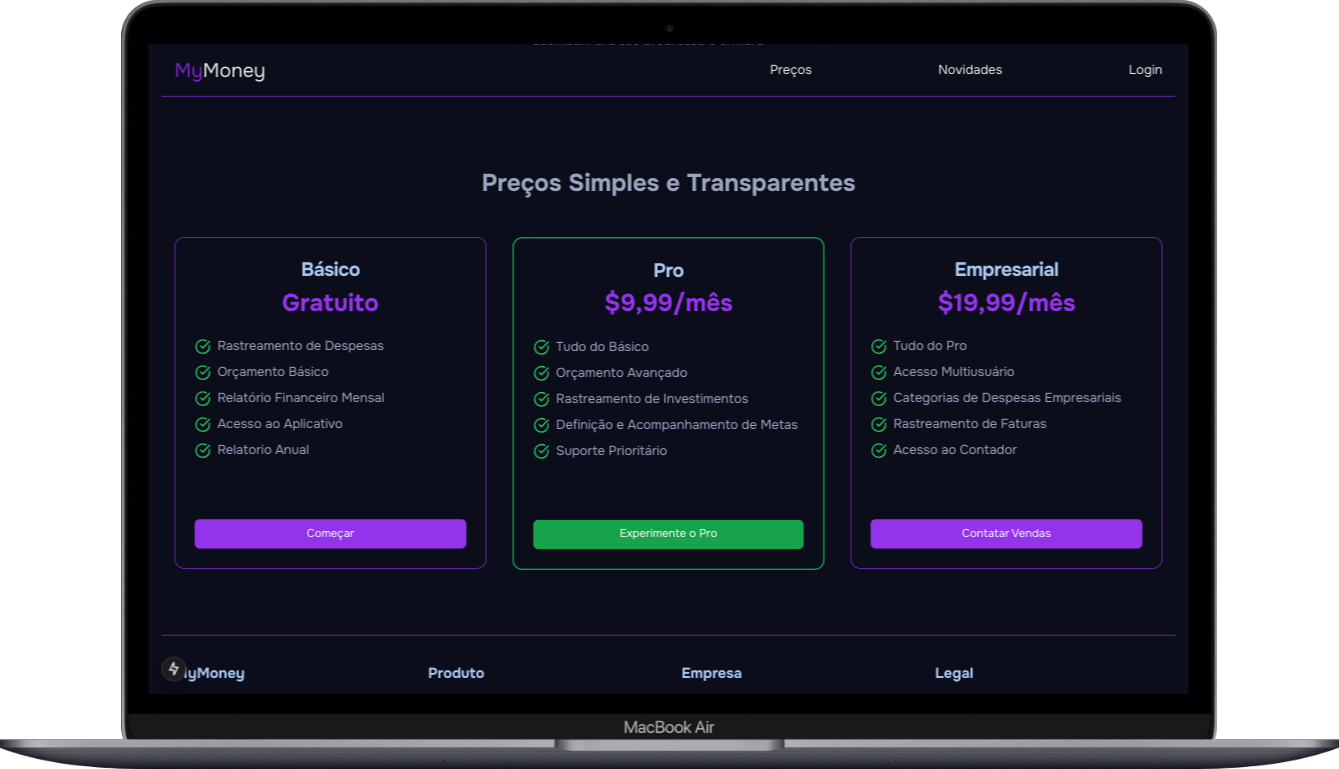 MyMoney
Preços
Novidades
Login
Preços Simples e Transparentes
Básico
Gratuito
Rastreamento de Despesas
Orçamento Básico
Relatório Financeiro Mensal
Acesso ao Aplicativo
Relatorio Anual
Começar
Pro
$9,99/mês
Tudo do Básico
Orçamento Avançado
Rastreamento de Investimentos
Definição e Acompanhamento de Metas
Suporte Prioritário
Experimente o Pro
Empresarial
$19,99/mês
Tudo do Pro
Acesso Multiusuário
Categorias de Despesas Empresariais
Rastreamento de Faturas
Acesso ao Contador
Contatar Vendas
yMoney
Produto
Empresa
Legal
MacBook Air